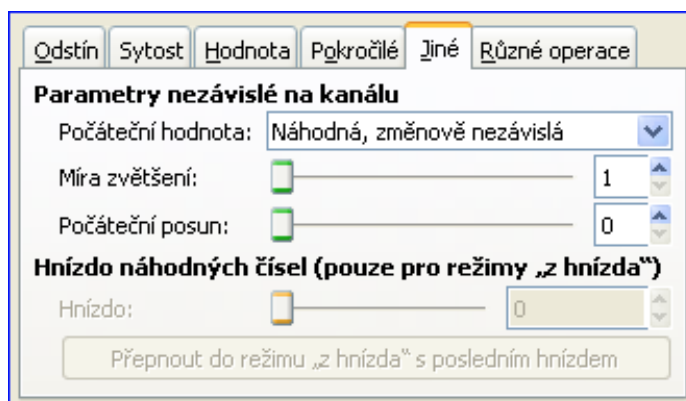 Odstín Sytost Hodnota Pokročilé Jiné Různé operace
Parametry nezávislé na kanálu
Počáteční hodnota: Náhodná, změnově nezávislá
Míra zvětšení: 1
Počáteční posun: 0
Hnízdo náhodných čísel (pouze pro režimy „z hnízda“)
Hnízdo: 0
Přepnout do režimu „z hnízda“ s posledním hnízdem